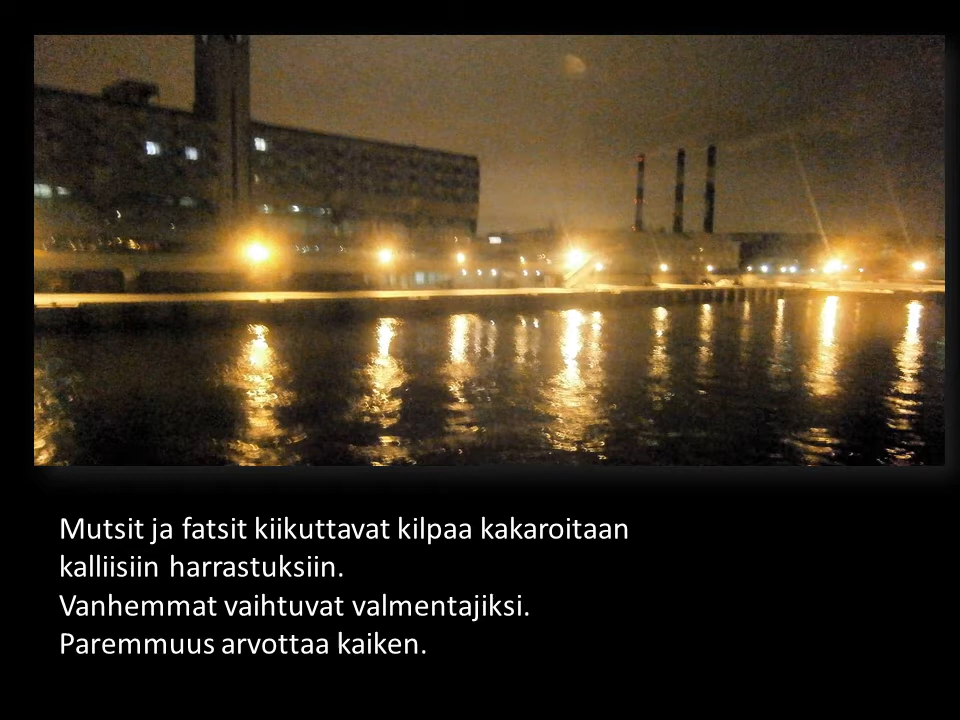 Mutsit ja fatsit kiikuttavat kilpaa kakaroitaan
kalliisiin harrastuksiin.
Vanhemmat vaihtuvat valmentajiksi.
Paremmuus arvottaa kaiken.